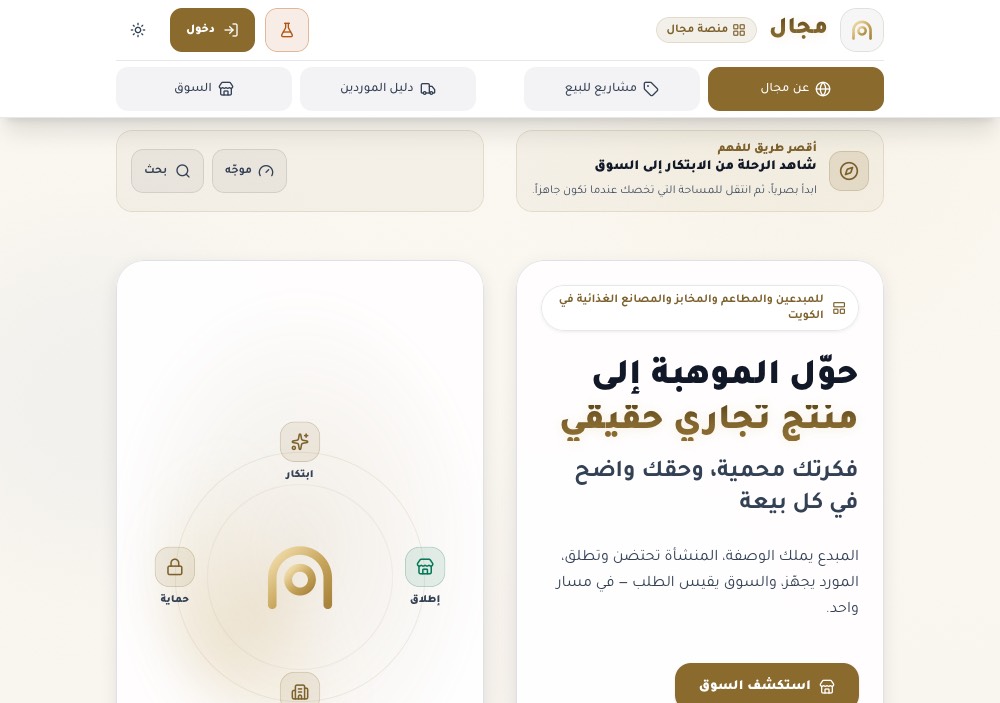 مجال
منصة مجال
دخول
عن مجال
مشاريع للبيع
دليل الموردين
السوق
أقصر طريق للفهم
شاهد الرحلة من الابتكار إلى السوق
ابدأ بصرياً، ثم انتقل للمساحة التي تخصك عندما تكون جاهزاً.
موجّه
بحث
للمبدعين والمطاعم والمخابز والمصانع الغذائية في
الكويت
حوّل الموهبة إلى
منتج تجاري حقيقي
فكرتك محمية، وحقك واضح
في كل بيعة
المبدع يملك الوصفة، المنشأة تحتضن وتطلق،
المورد يجهّز، والسوق يقيس الطلب — في مسار
واحد.
استكشف السوق
ابتكار
إطلاق
حماية